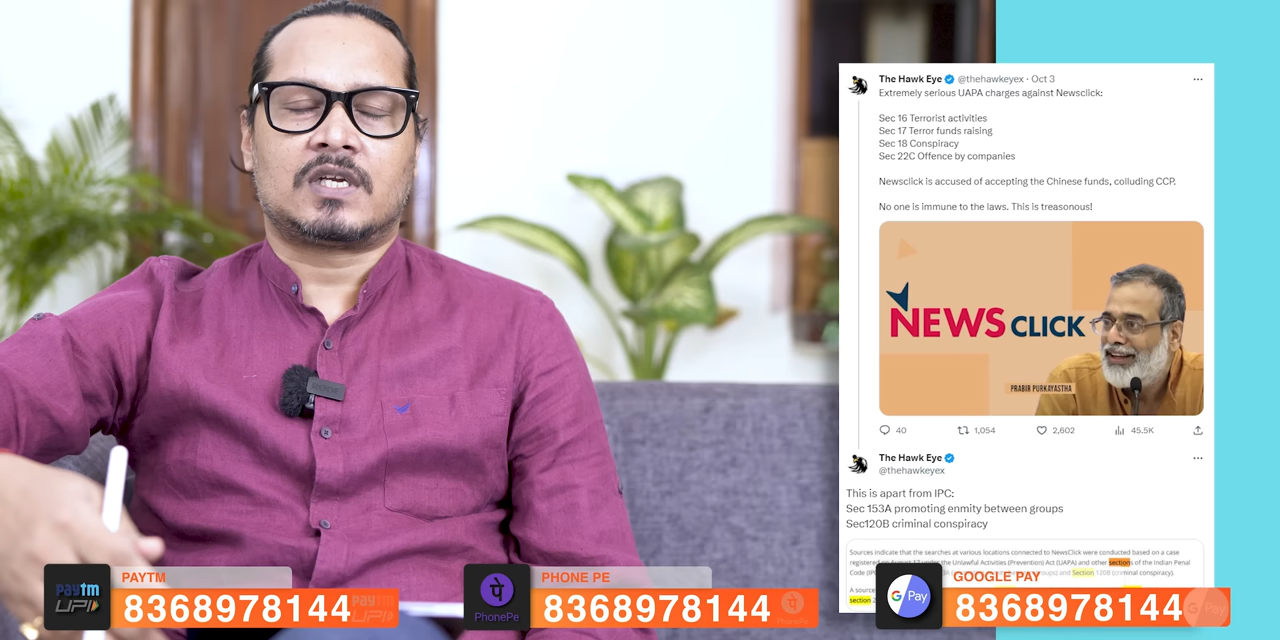 The Hawk Eye @thehawkeyex · Oct 3
Extremely serious UAPA charges against Newsclick:
Sec 16 Terrorist activities
Sec 17 Terror funds raising
Sec 18 Conspiracy
Sec 22C Offence by companies
Newsclick is accused of accepting the Chinese funds, colluding CCP.
No one is immune to the laws. This is treasonous!
NEWS CLICK
PRABIR PURKAYASTHA
40 1,054 2,602 45.5K
The Hawk Eye
@thehawkeyex
This is apart from IPC:
Sec 153A promoting enmity between groups
Sec120B criminal conspiracy
Sources indicate that the searches at various locations connected to NewsClick were conducted based on a case
Unlawful Activities (Prevention) Act (UAPA) and other sections of the Indian Penal
Section 120B (criminal conspiracy).
section
paytm
UPI
PAYTM
8368978144
पे
PhonePe
PHONE PE
8368978144
G Pay
GOOGLE PAY
8368978144